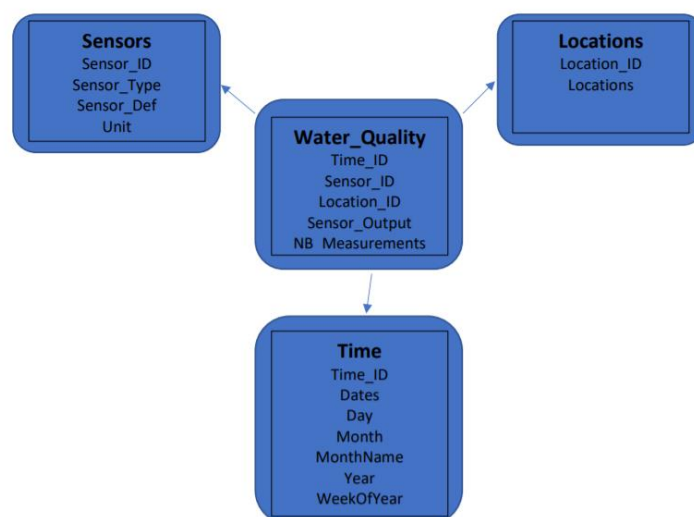 Sensors
Sensor_ID
Sensor_Type
Sensor_Def
Unit
Locations
Location_ID
Locations
Water_Quality
Time_ID
Sensor_ID
Location_ID
Sensor_Output
NB_Measurements
Time
Time_ID
Dates
Day
Month
MonthName
Year
WeekOfYear